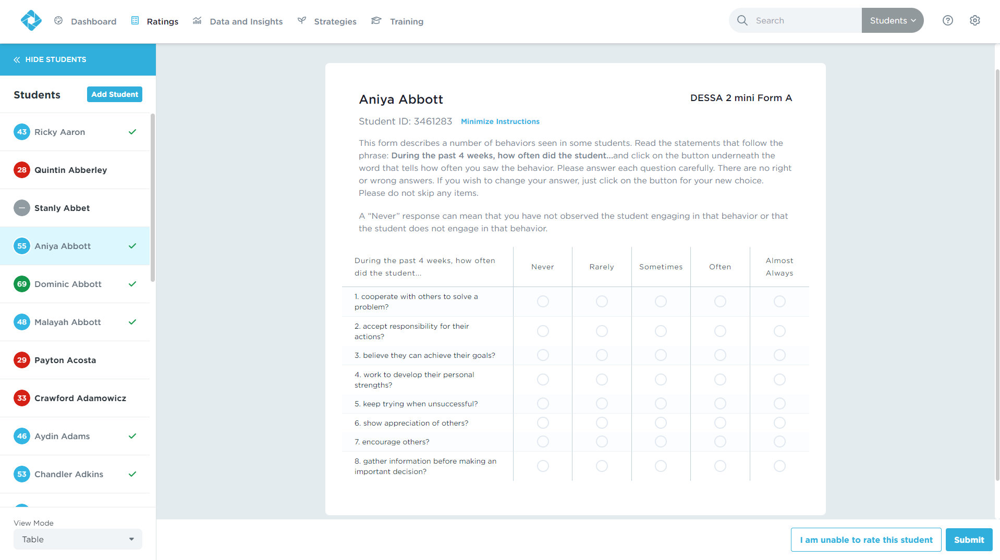 Dashboard
Ratings
Data and Insights
Strategies
Training
Search
Students
HIDE STUDENTS
Students
Add Student
43 Ricky Aaron
28 Quintin Abberley
Stanly Abbet
55 Aniya Abbott
69 Dominic Abbott
48 Malayah Abbott
29 Payton Acosta
33 Crawford Adamowicz
46 Aydin Adams
53 Chandler Adkins
View Mode
Table
Aniya Abbott
DESSA 2 mini Form A
Student ID: 3461283 Minimize Instructions
This form describes a number of behaviors seen in some students. Read the statements that follow the
phrase: During the past 4 weeks, how often did the student...and click on the button underneath the
word that tells how often you saw the behavior. Please answer each question carefully. There are no right
or wrong answers. If you wish to change your answer, just click on the button for your new choice.
Please do not skip any items.
A “Never” response can mean that you have not observed the student engaging in that behavior or that
the student does not engage in that behavior.
During the past 4 weeks, how often
did the student...
Never
Rarely
Sometimes
Often
Almost
Always
1. cooperate with others to solve a
problem?
2. accept responsibility for their
actions?
3. believe they can achieve their goals?
4. work to develop their personal
strengths?
5. keep trying when unsuccessful?
6. show appreciation of others?
7. encourage others?
8. gather information before making an
important decision?
I am unable to rate this student
Submit